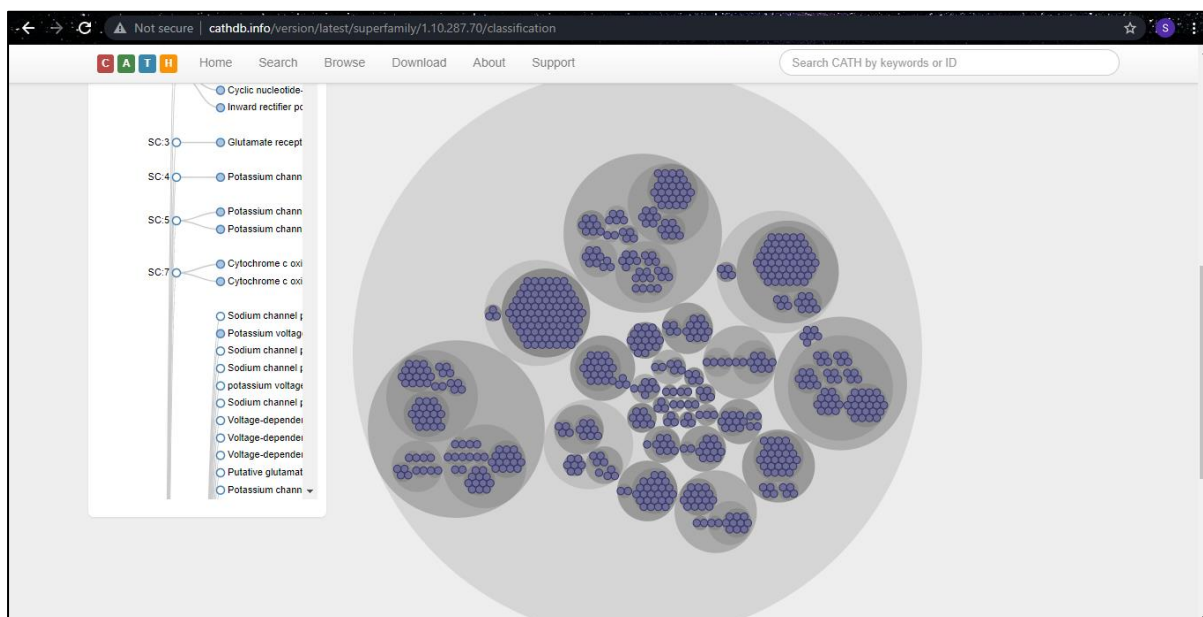 Not secure | cathdb.info/version/latest/superfamily/1.10.287.70/classification
S
C A T H Home Search Browse Download About Support Search CATH by keywords or ID
Cyclic nucleotide-
Inward rectifier po
SC:3 Glutamate recept
SC:4 Potassium chann
Potassium chann
SC:5
Potassium chann
Cytochrome c oxi
SC:7
Cytochrome c oxi
Sodium channel p
Potassium voltage
Sodium channel p
Sodium channel p
potassium voltage
Sodium channel p
Voltage-depender
Voltage-depender
Voltage-depender
Putative glutamat
Potassium chann